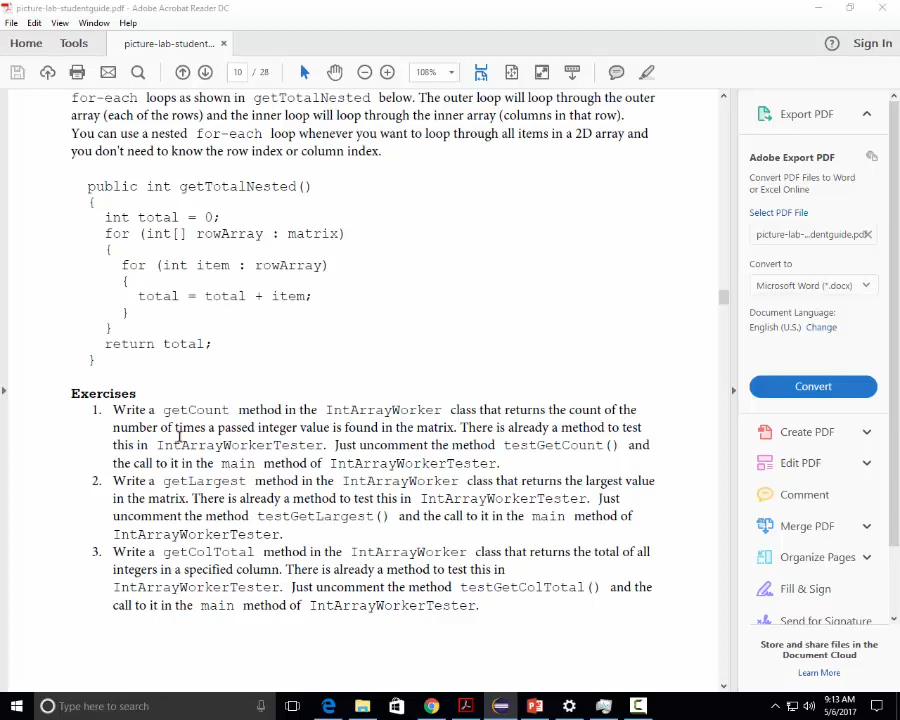 picture-lab-studentguide.pdf - Adobe Acrobat Reader DC
File Edit View Window Help
Home Tools picture-lab-student... × Sign In
10 / 28 108%
for-each loops as shown in getTotalNested below. The outer loop will loop through the outer
array (each of the rows) and the inner loop will loop through the inner array (columns in that row).
You can use a nested for-each loop whenever you want to loop through all items in a 2D array and
you don't need to know the row index or column index.
public int getTotalNested()
{
int total = 0;
for (int[] rowArray : matrix)
{
for (int item : rowArray)
{
total = total + item;
}
}
return total;
}
Exercises
1. Write a getCount method in the IntArrayWorker class that returns the count of the
number of times a passed integer value is found in the matrix. There is already a method to test
this in IntArrayWorkerTester. Just uncomment the method testGetCount() and
the call to it in the main method of IntArrayWorkerTester.
2. Write a getLargest method in the IntArrayWorker class that returns the largest value
in the matrix. There is already a method to test this in IntArrayWorkerTester. Just
uncomment the method testGetLargest() and the call to it in the main method of
IntArrayWorkerTester.
3. Write a getColTotal method in the IntArrayWorker class that returns the total of all
integers in a specified column. There is already a method to test this in
IntArrayWorkerTester. Just uncomment the method testGetColTotal() and the
call to it in the main method of IntArrayWorkerTester.
Export PDF
Adobe Export PDF
Convert PDF Files to Word
or Excel Online
Select PDF File
picture-lab-...dentguide.pdf
Convert to
Microsoft Word (*.docx)
Document Language:
English (U.S.) Change
Convert
Create PDF
Edit PDF
Comment
Merge PDF
Organize Pages
Fill & Sign
Send for Signature
Store and share files in the
Document Cloud
Learn More
Type here to search
9:13 AM
5/6/2017